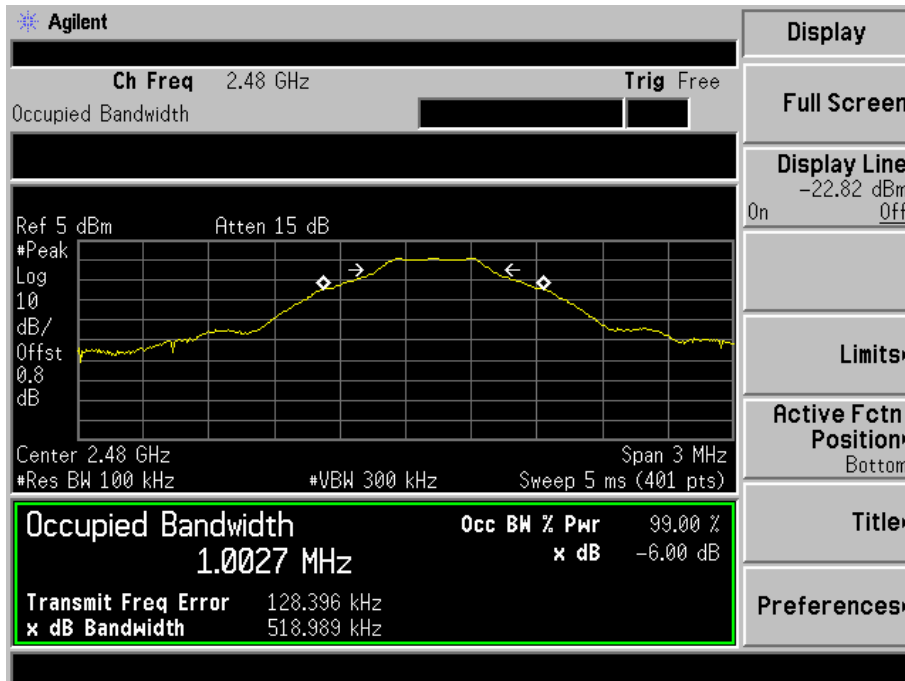 Agilent
Ch Freq 2.48 GHz Trig Free
Occupied Bandwidth
Ref 5 dBm Atten 15 dB
#Peak
Log
10
dB/
Offst
0.8
dB
Center 2.48 GHz Span 3 MHz
#Res BW 100 kHz #VBW 300 kHz Sweep 5 ms (401 pts)
Occupied Bandwidth
1.0027 MHz
Occ BW % Pwr 99.00 %
x dB -6.00 dB
Transmit Freq Error 128.396 kHz
x dB Bandwidth 518.989 kHz
Display
Full Screen
Display Line
-22.82 dBm
On Off
Limits
Active Fctn
Position
Bottom
Title
Preferences